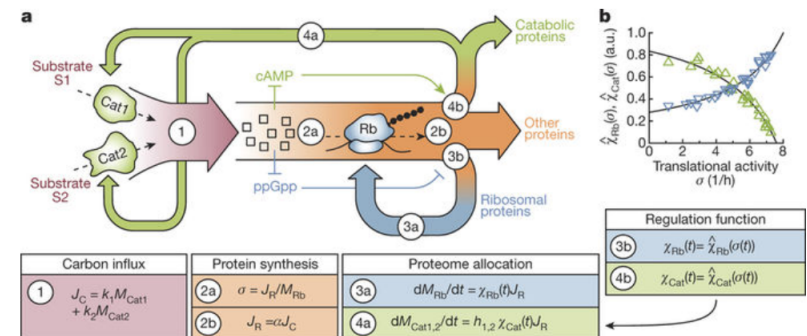 a
Substrate
S1
Cat1
Cat2
Substrate
S2
1
4a
cAMP
2a
Rb
2b
ppGpp
4b
3b
3a
Catabolic
proteins
Other
proteins
Ribosomal
proteins
b
χ̂Rb(σ), χ̂Cat(σ) (a.u.)
1.0
0.8
0.6
0.4
0.2
0
0 2 4 6 8
Translational activity
σ (1/h)
Regulation function
3b χRb(t)= χ̂Rb(σ(t))
4b χCat(t)= χ̂Cat(σ(t))
Carbon influx
1 JC = k1MCat1
+ k2MCat2
Protein synthesis
2a σ = JR/MRb
2b JR=αJC
Proteome allocation
3a dMRb/dt = χRb(t)JR
4a dMCat1,2/dt = h1,2 χCat(t)JR